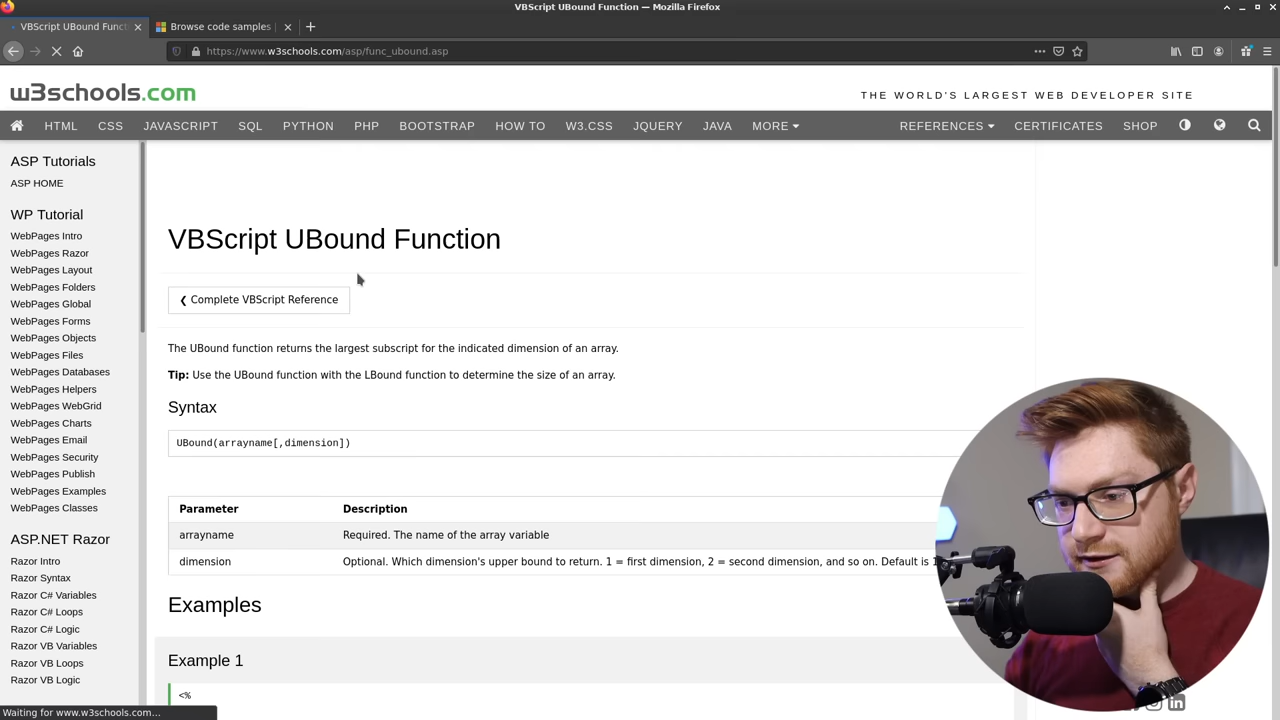 VBScript UBound Function — Mozilla Firefox
VBScript UBound Funct
Browse code samples
https://www.w3schools.com/asp/func_ubound.asp
w3schools.com
THE WORLD'S LARGEST WEB DEVELOPER SITE
HTML CSS JAVASCRIPT SQL PYTHON PHP BOOTSTRAP HOW TO W3.CSS JQUERY JAVA MORE REFERENCES CERTIFICATES SHOP
ASP Tutorials
ASP HOME
WP Tutorial
WebPages Intro
WebPages Razor
WebPages Layout
WebPages Folders
WebPages Global
WebPages Forms
WebPages Objects
WebPages Files
WebPages Databases
WebPages Helpers
WebPages WebGrid
WebPages Charts
WebPages Email
WebPages Security
WebPages Publish
WebPages Examples
WebPages Classes
ASP.NET Razor
Razor Intro
Razor Syntax
Razor C# Variables
Razor C# Loops
Razor C# Logic
Razor VB Variables
Razor VB Loops
Razor VB Logic
VBScript UBound Function
❮ Complete VBScript Reference
The UBound function returns the largest subscript for the indicated dimension of an array.
Tip: Use the UBound function with the LBound function to determine the size of an array.
Syntax
UBound(arrayname[,dimension])
Parameter Description
arrayname Required. The name of the array variable
dimension Optional. Which dimension's upper bound to return. 1 = first dimension, 2 = second dimension, and so on. Default is 1
Examples
Example 1
<%
Waiting for www.w3schools.com…